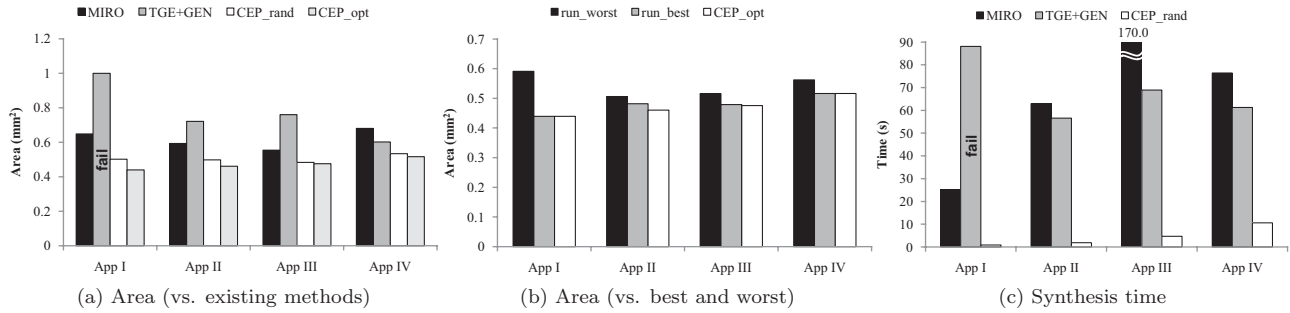 MIRO TGE+GEN CEP_rand CEP_opt
1.2
1
0.8
0.6
0.4
0.2
0
Area (mm²)
fail
App I App II App III App IV
(a) Area (vs. existing methods)
run_worst run_best CEP_opt
0.7
0.6
0.5
0.4
0.3
0.2
0.1
0
Area (mm²)
App I App II App III App IV
(b) Area (vs. best and worst)
MIRO TGE+GEN CEP_rand
170.0
90
80
70
60
50
40
30
20
10
0
Time (s)
fail
App I App II App III App IV
(c) Synthesis time